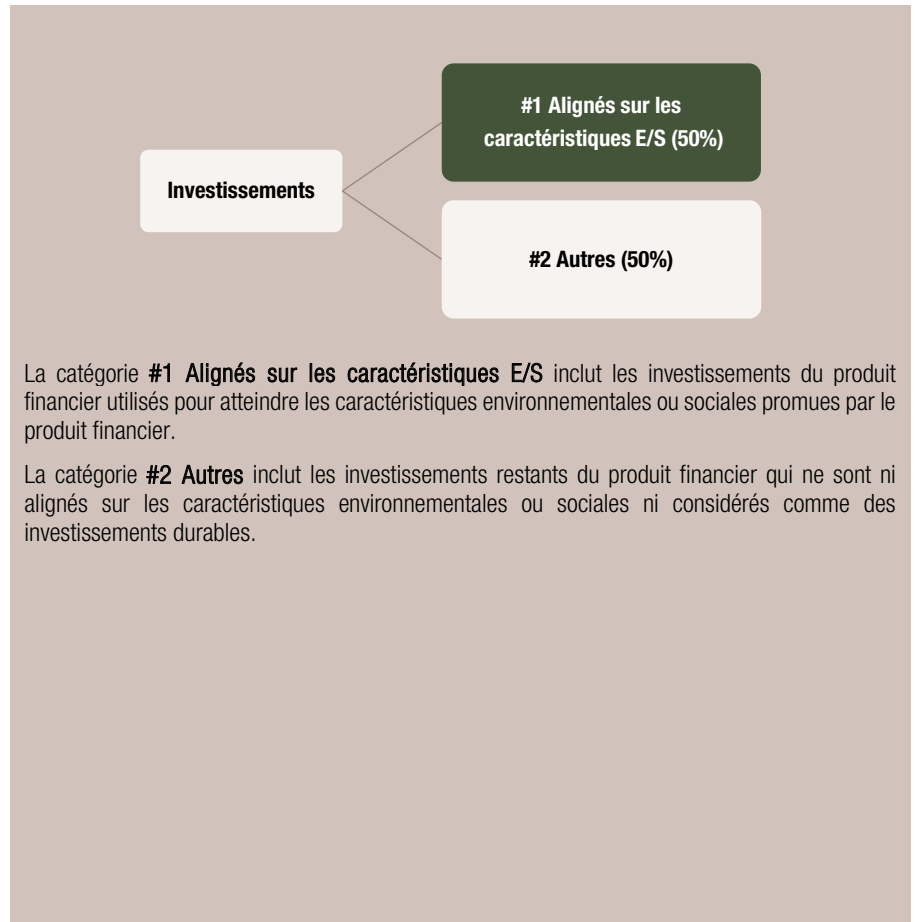 #1 Alignés sur les
caractéristiques E/S (50%)
Investissements
#2 Autres (50%)
La catégorie #1 Alignés sur les caractéristiques E/S inclut les investissements du produit
financier utilisés pour atteindre les caractéristiques environnementales ou sociales promues par le
produit financier.
La catégorie #2 Autres inclut les investissements restants du produit financier qui ne sont ni
alignés sur les caractéristiques environnementales ou sociales ni considérés comme des
investissements durables.